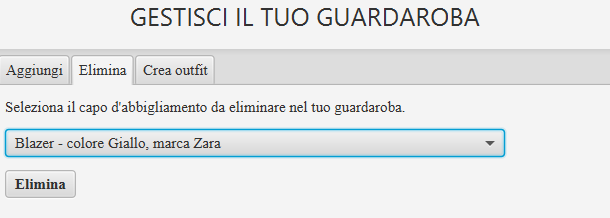 GESTISCI IL TUO GUARDAROBA
Aggiungi Elimina Crea outfit
Seleziona il capo d'abbigliamento da eliminare nel tuo guardaroba.
Blazer - colore Giallo, marca Zara
Elimina